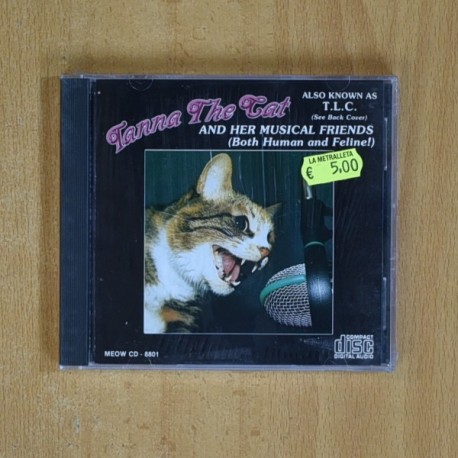 Tanna The Cat
ALSO KNOWN AS
T.L.C.
(See Back Cover)
AND HER MUSICAL FRIENDS
(Both Human and Feline!)
LA METRALLETA
€ 5,00
MEOW CD - 8801
COMPACT
disc
DIGITAL AUDIO